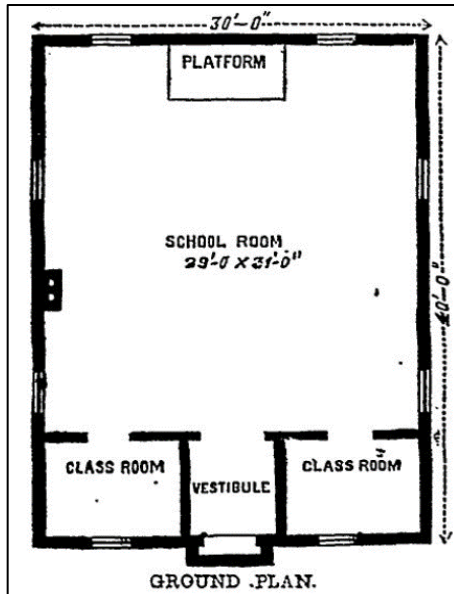 30'-0"
PLATFORM
SCHOOL ROOM
29'-0 X 31'-0"
40'-0"
CLASS ROOM
VESTIBULE
CLASS ROOM
GROUND .PLAN.